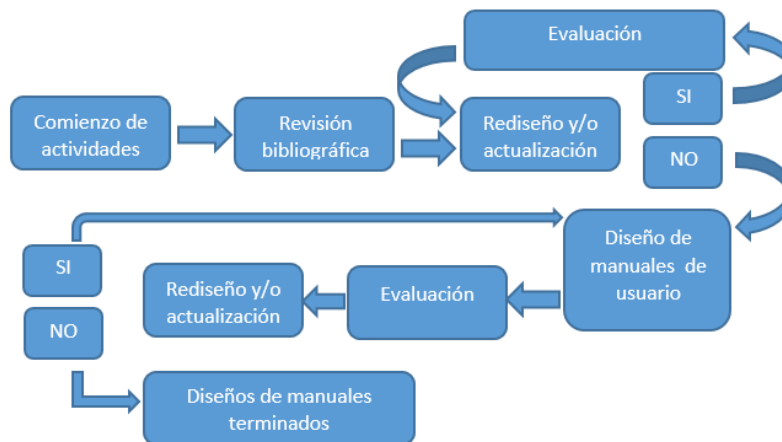 Evaluación
SI
Comienzo de
actividades
Revisión
bibliográfica
Rediseño y/o
actualización
NO
Diseño de
manuales de
usuario
SI
Rediseño y/o
actualización
Evaluación
NO
Diseños de manuales
terminados